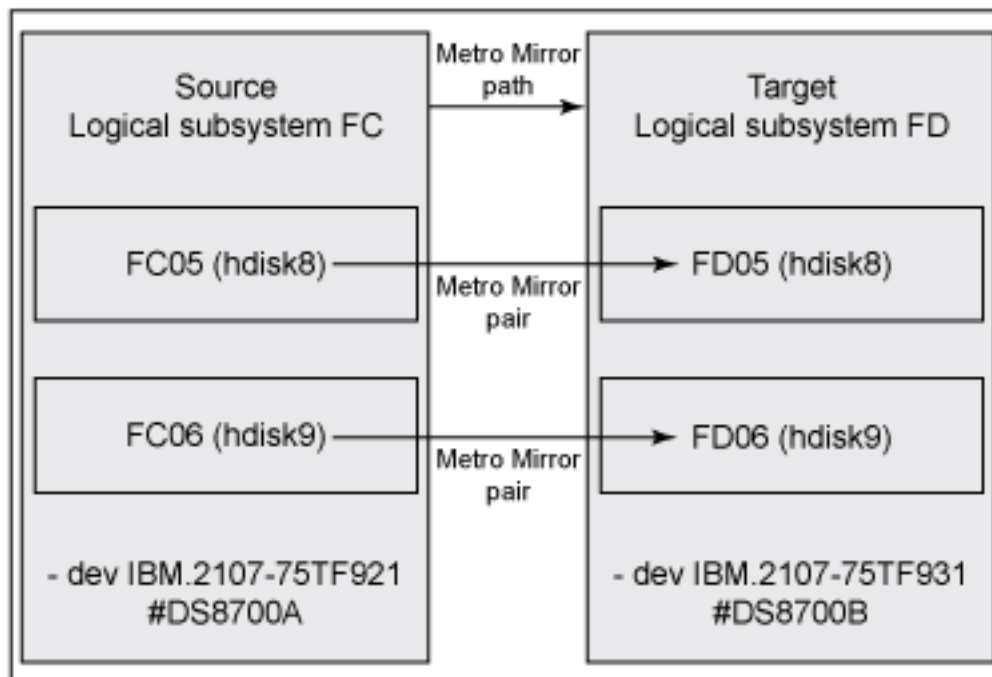 Source
Logical subsystem FC
Metro Mirror
path
Target
Logical subsystem FD
FC05 (hdisk8)
Metro Mirror
pair
FD05 (hdisk8)
FC06 (hdisk9)
Metro Mirror
pair
FD06 (hdisk9)
- dev IBM.2107-75TF921
#DS8700A
- dev IBM.2107-75TF931
#DS8700B